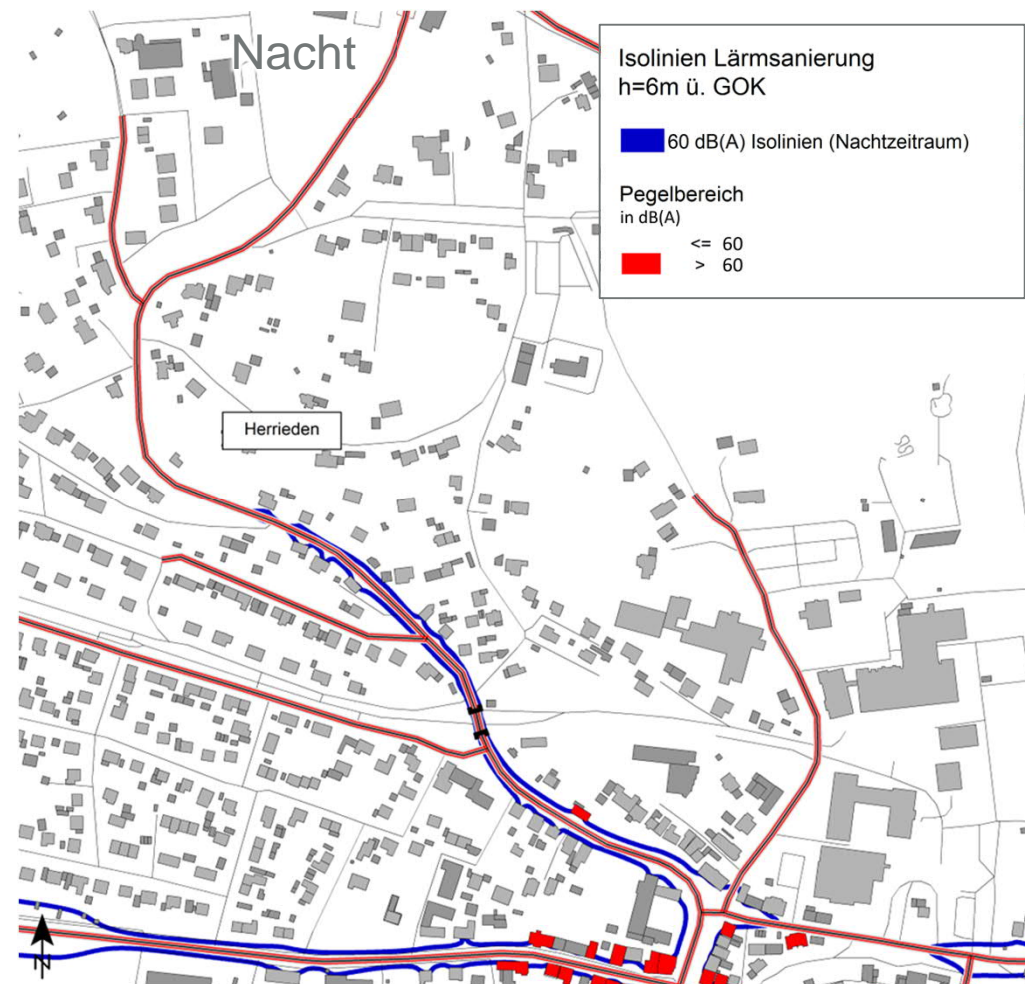 Nacht
Isolinien Lärmsanierung
h=6m ü. GOK
60 dB(A) Isolinien (Nachtzeitraum)
Pegelbereich
in dB(A)
<= 60
> 60
Herrieden
N